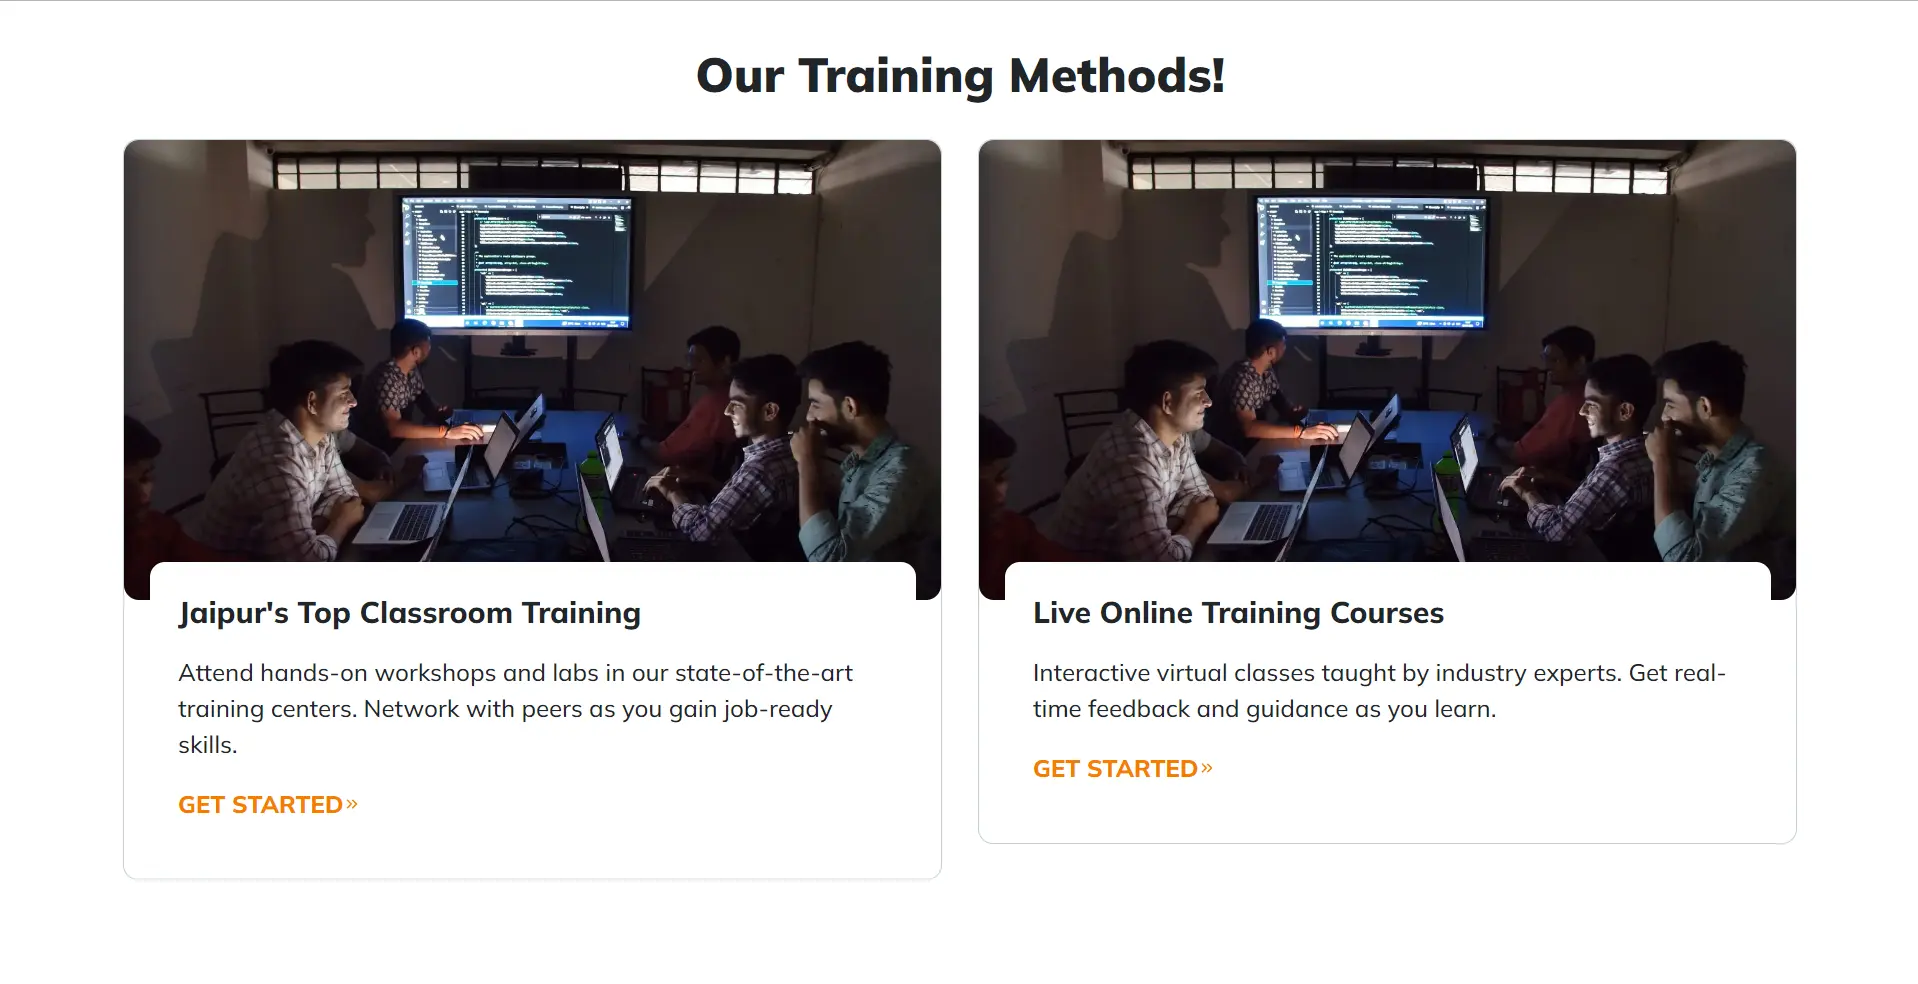 Our Training Methods!
Jaipur's Top Classroom Training
Attend hands-on workshops and labs in our state-of-the-art
training centers. Network with peers as you gain job-ready
skills.
GET STARTED»
Live Online Training Courses
Interactive virtual classes taught by industry experts. Get real-
time feedback and guidance as you learn.
GET STARTED»